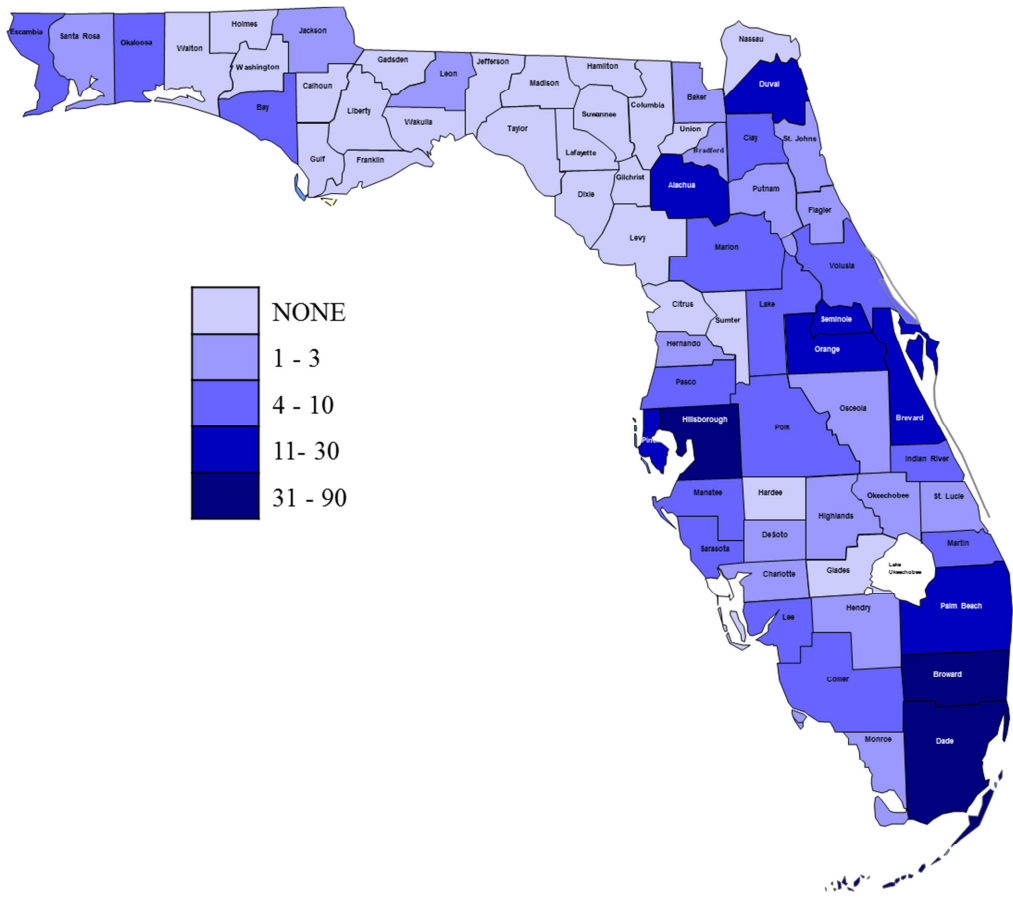 Escambia
Santa Rosa
Okaloosa
Walton
Holmes
Washington
Jackson
Bay
Calhoun
Gulf
Liberty
Franklin
Gadsden
Leon
Wakulla
Jefferson
Madison
Taylor
Hamilton
Suwannee
Lafayette
Dixie
Columbia
Gilchrist
Levy
Baker
Union
Bradford
Alachua
Nassau
Duval
Clay
St. Johns
Putnam
Flagler
Marion
Volusia
Citrus
Sumter
Lake
Seminole
Orange
Hernando
Pasco
Hillsborough
Polk
Osceola
Brevard
Indian River
Manatee
Hardee
Highlands
Okeechobee
St. Lucie
Sarasota
DeSoto
Martin
Charlotte
Glades
Lake
Okeechobee
Lee
Hendry
Palm Beach
Collier
Broward
Monroe
Dade
NONE
1 - 3
4 - 10
11- 30
31 - 90